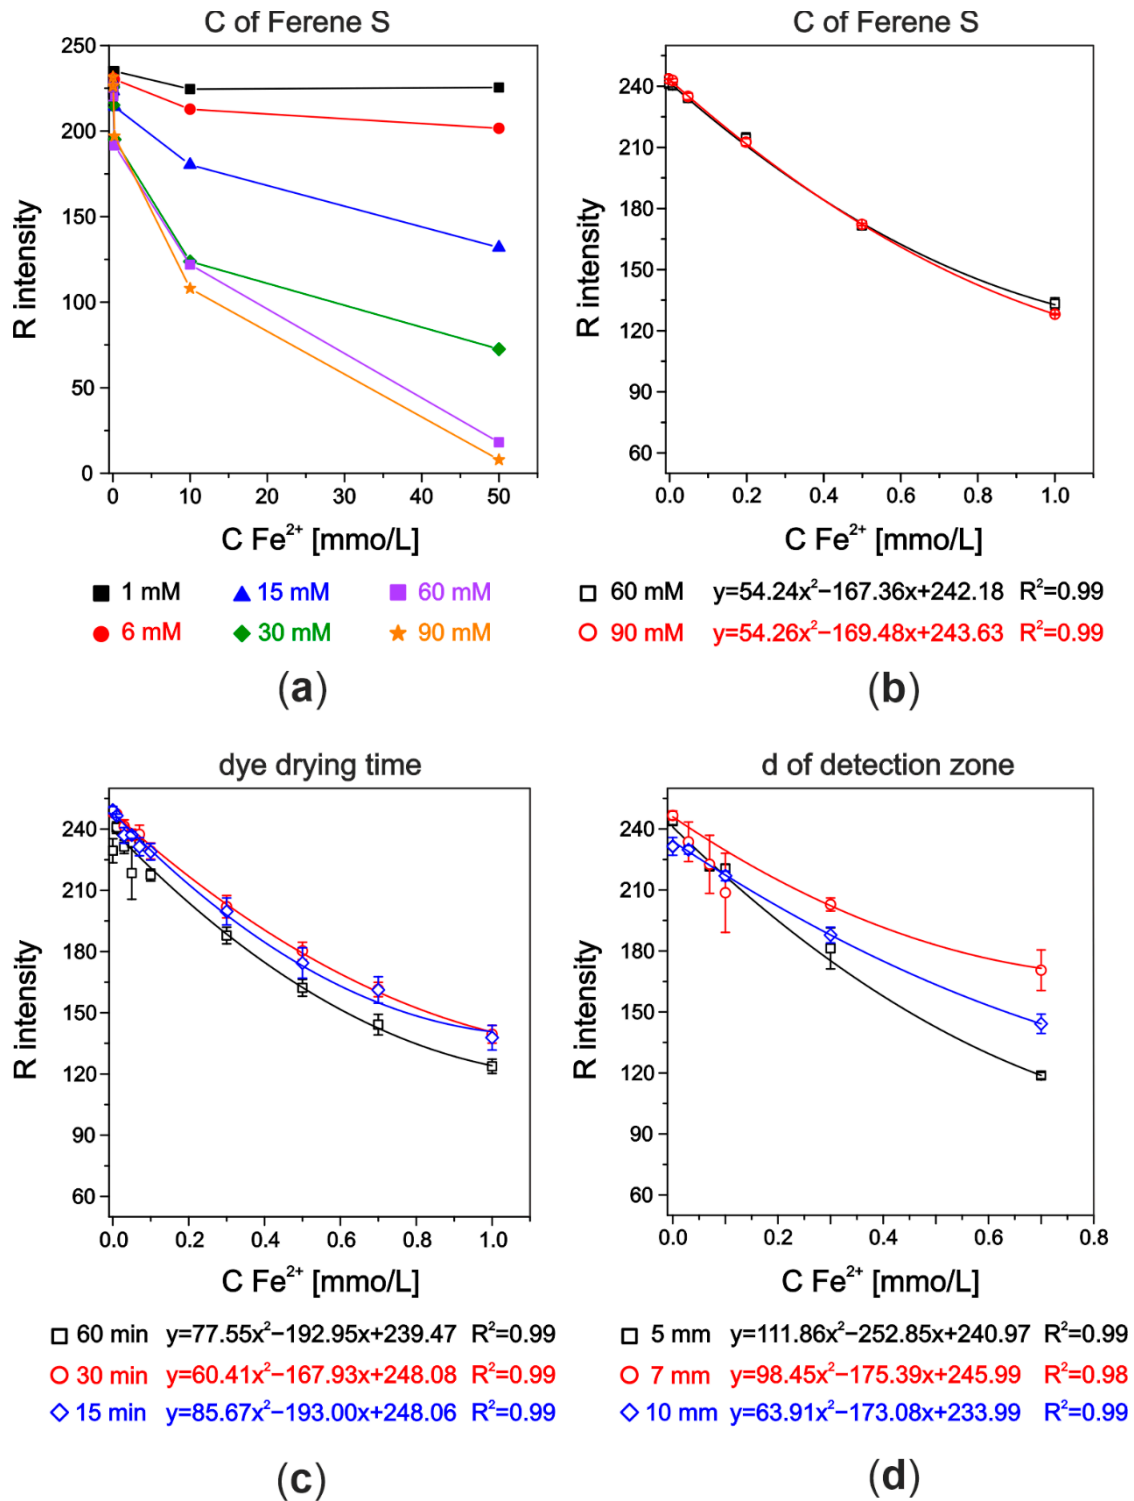 C of Ferene S
250
200
150
100
50
0
R intensity
0 10 20 30 40 50
C Fe²⁺ [mmo/L]
■ 1 mM ▲ 15 mM ■ 60 mM
● 6 mM ◆ 30 mM ★ 90 mM
(a)
C of Ferene S
240
210
180
150
120
90
60
R intensity
0.0 0.2 0.4 0.6 0.8 1.0
C Fe²⁺ [mmo/L]
60 mM y=54.24x²−167.36x+242.18 R²=0.99
90 mM y=54.26x²−169.48x+243.63 R²=0.99
(b)
dye drying time
240
210
180
150
120
90
60
R intensity
0.0 0.2 0.4 0.6 0.8 1.0
C Fe²⁺ [mmo/L]
60 min y=77.55x²−192.95x+239.47 R²=0.99
30 min y=60.41x²−167.93x+248.08 R²=0.99
15 min y=85.67x²−193.00x+248.06 R²=0.99
(c)
d of detection zone
240
210
180
150
120
90
60
R intensity
0.0 0.2 0.4 0.6 0.8
C Fe²⁺ [mmo/L]
5 mm y=111.86x²−252.85x+240.97 R²=0.99
7 mm y=98.45x²−175.39x+245.99 R²=0.98
10 mm y=63.91x²−173.08x+233.99 R²=0.99
(d)